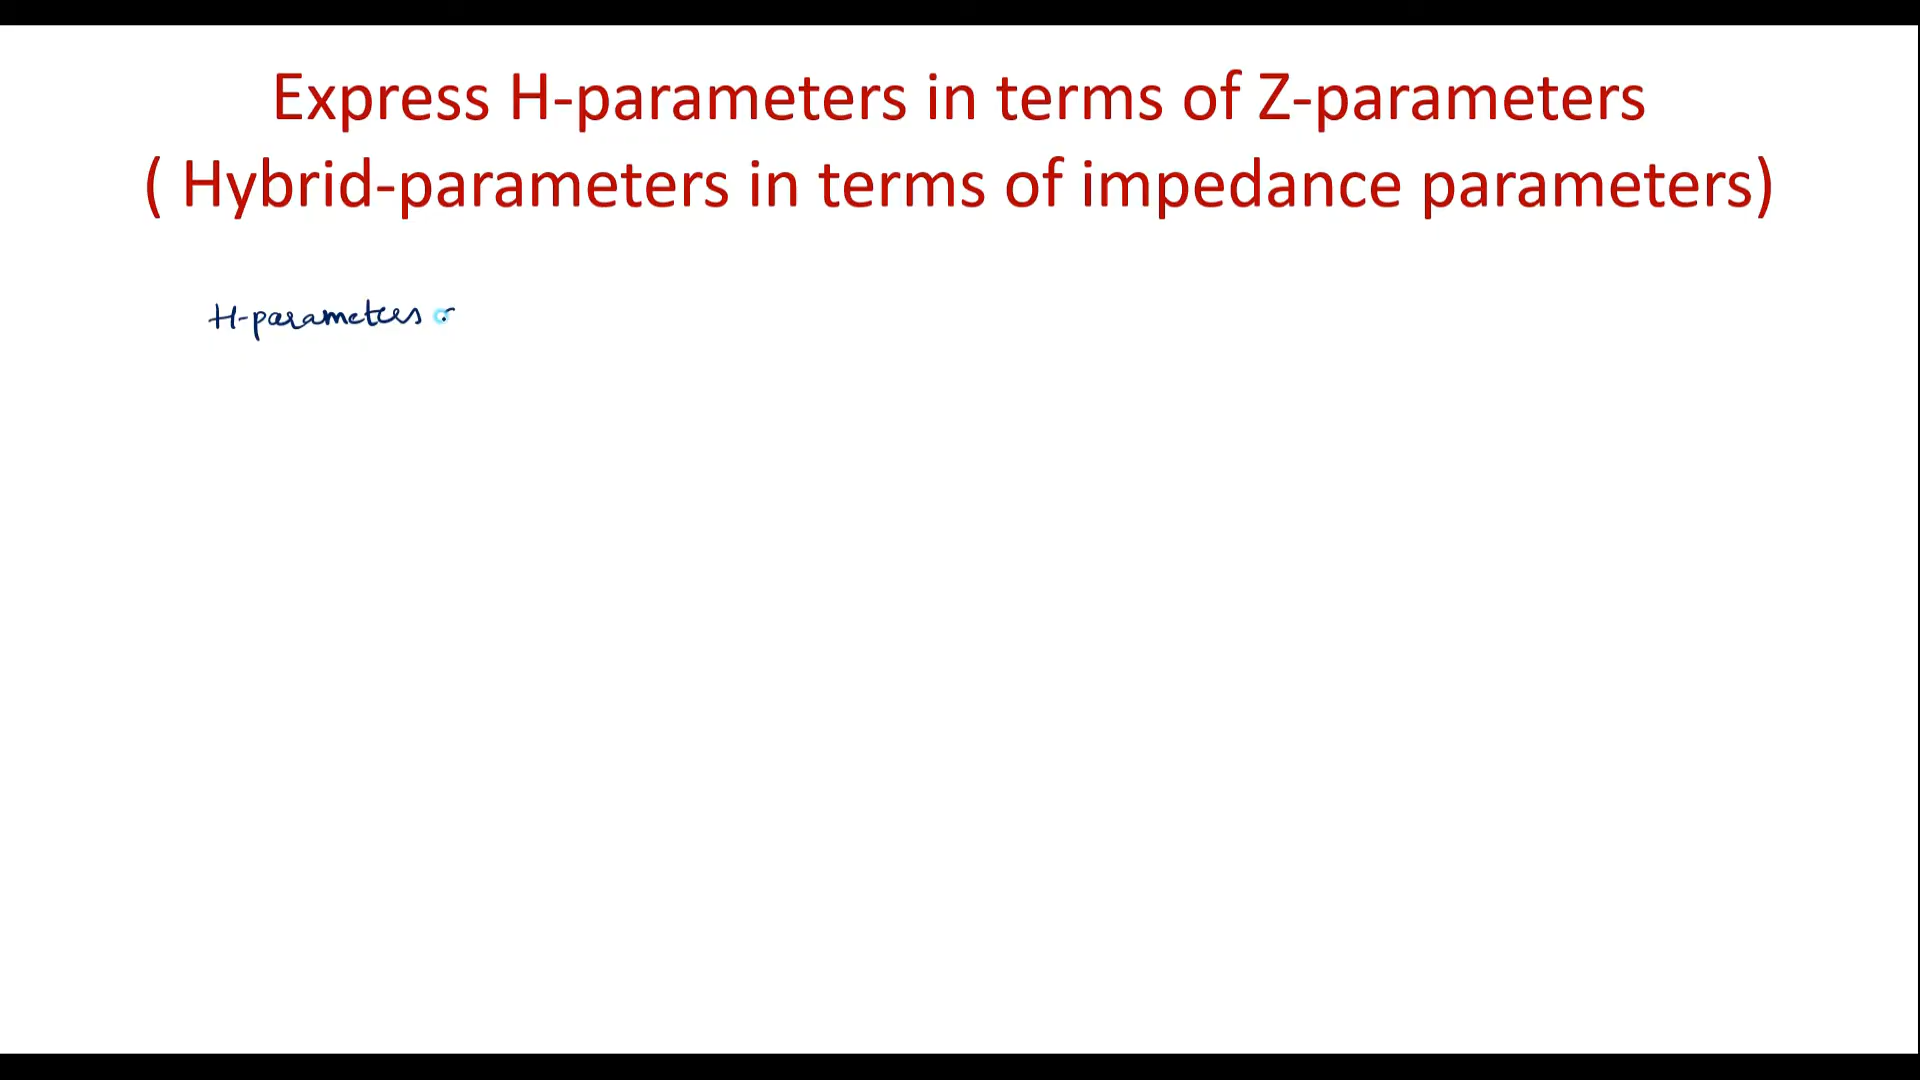 Express H-parameters in terms of Z-parameters
( Hybrid-parameters in terms of impedance parameters)
H-parameters